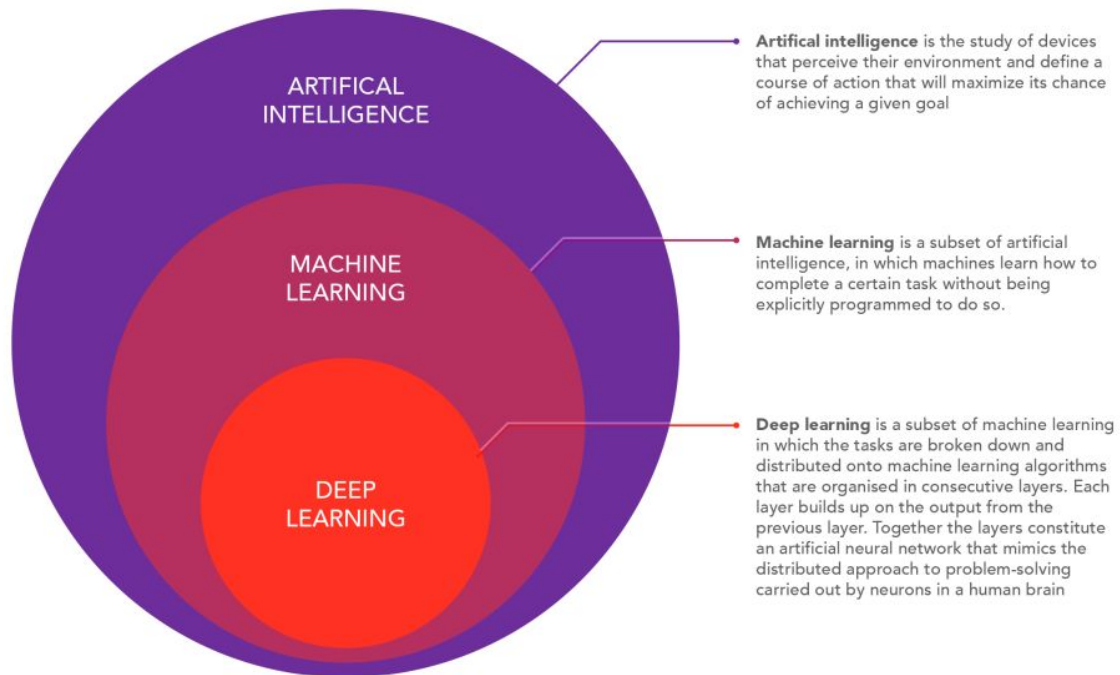 ARTIFICAL
INTELLIGENCE
Artifical intelligence is the study of devices
that perceive their environment and define a
course of action that will maximize its chance
of achieving a given goal
MACHINE
LEARNING
Machine learning is a subset of artificial
intelligence, in which machines learn how to
complete a certain task without being
explicitly programmed to do so.
DEEP
LEARNING
Deep learning is a subset of machine learning
in which the tasks are broken down and
distributed onto machine learning algorithms
that are organised in consecutive layers. Each
layer builds up on the output from the
previous layer. Together the layers constitute
an artificial neural network that mimics the
distributed approach to problem-solving
carried out by neurons in a human brain